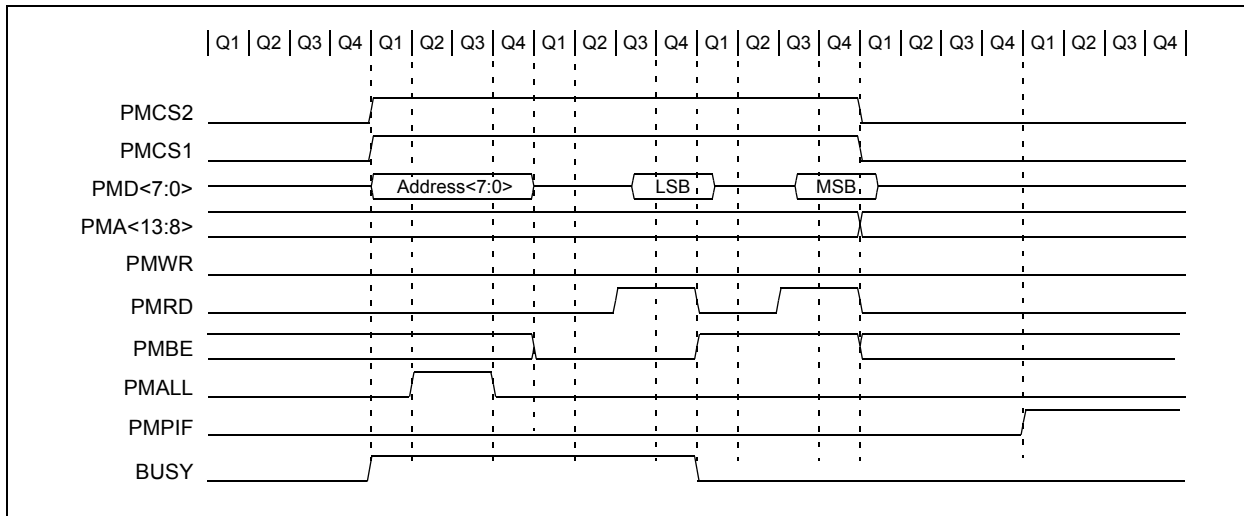 Q1 Q2 Q3 Q4 Q1 Q2 Q3 Q4 Q1 Q2 Q3 Q4 Q1 Q2 Q3 Q4 Q1 Q2 Q3 Q4 Q1 Q2 Q3 Q4
PMCS2
PMCS1
PMD<7:0> Address<7:0> LSB MSB
PMA<13:8>
PMWR
PMRD
PMBE
PMALL
PMPIF
BUSY